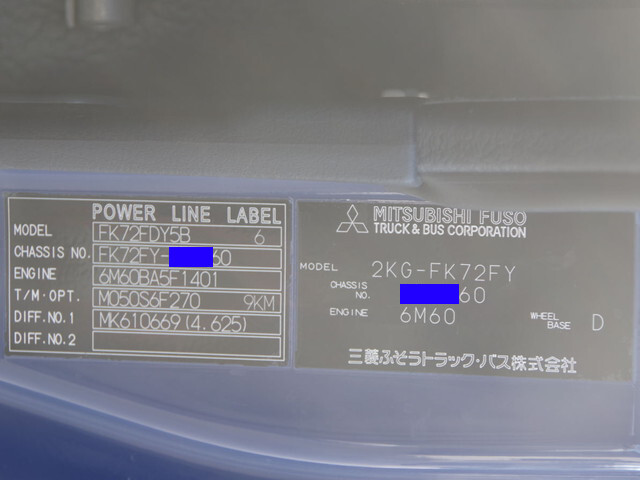 POWER LINE LABEL
MODEL FK72FDY5B 6
CHASSIS NO. FK72FY- 60
ENGINE 6M60BA5F1401
T/M·OPT. M050S6F270 9KM
DIFF.NO.1 MK610669(4.625)
DIFF.NO.2
MITSUBISHI FUSO
TRUCK & BUS CORPORATION
MODEL 2KG-FK72FY
CHASSIS NO. 60
ENGINE 6M60 WHEEL BASE D
三菱ふそうトラック・バス株式会社